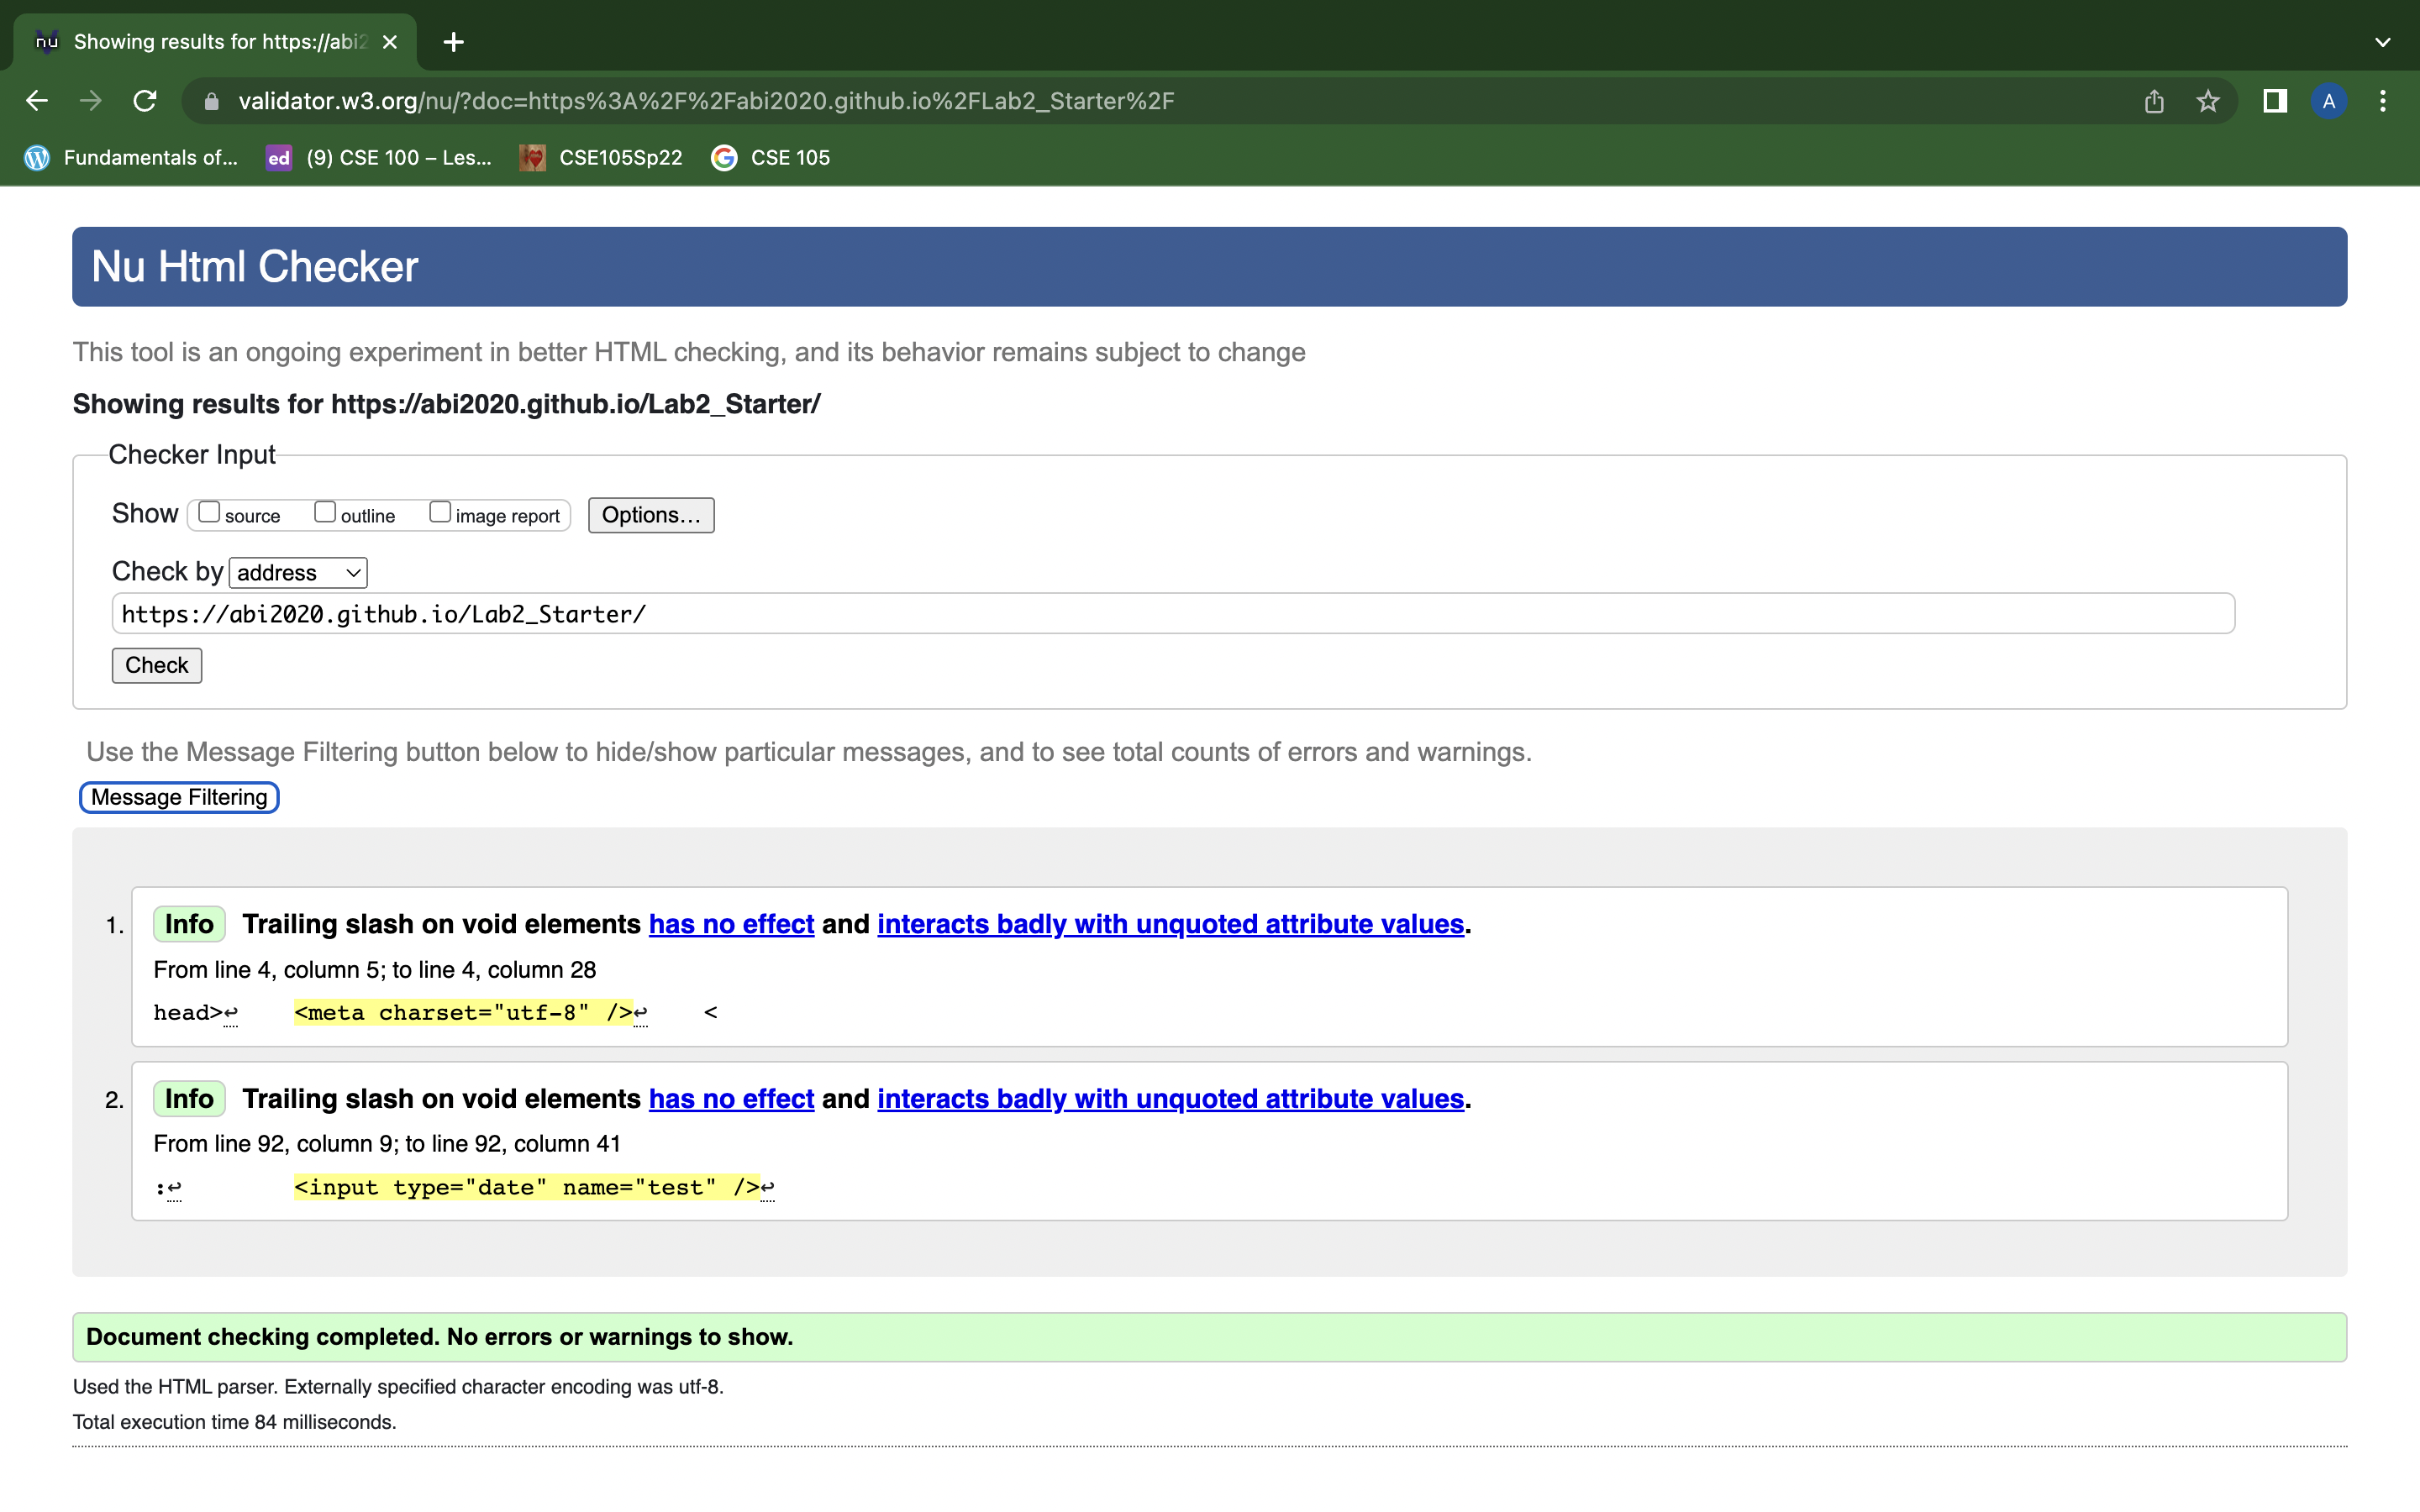 nu Showing results for https://abi2
validator.w3.org/nu/?doc=https%3A%2F%2Fabi2020.github.io%2FLab2_Starter%2F
A
Fundamentals of... ed (9) CSE 100 – Les... CSE105Sp22 CSE 105
Nu Html Checker
This tool is an ongoing experiment in better HTML checking, and its behavior remains subject to change
Showing results for https://abi2020.github.io/Lab2_Starter/
Checker Input
Show source outline image report Options...
Check by address
https://abi2020.github.io/Lab2_Starter/
Check
Use the Message Filtering button below to hide/show particular messages, and to see total counts of errors and warnings.
Message Filtering
1. Info Trailing slash on void elements has no effect and interacts badly with unquoted attribute values.
From line 4, column 5; to line 4, column 28
head>↩ <meta charset="utf-8" />↩ <
2. Info Trailing slash on void elements has no effect and interacts badly with unquoted attribute values.
From line 92, column 9; to line 92, column 41
:↩ <input type="date" name="test" />↩
Document checking completed. No errors or warnings to show.
Used the HTML parser. Externally specified character encoding was utf-8.
Total execution time 84 milliseconds.